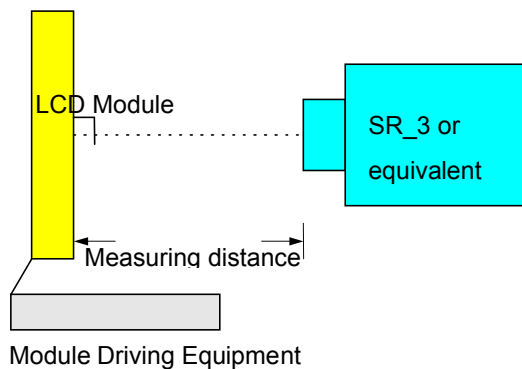 LCD Module
SR_3 or
equivalent
Measuring distance
Module Driving Equipment